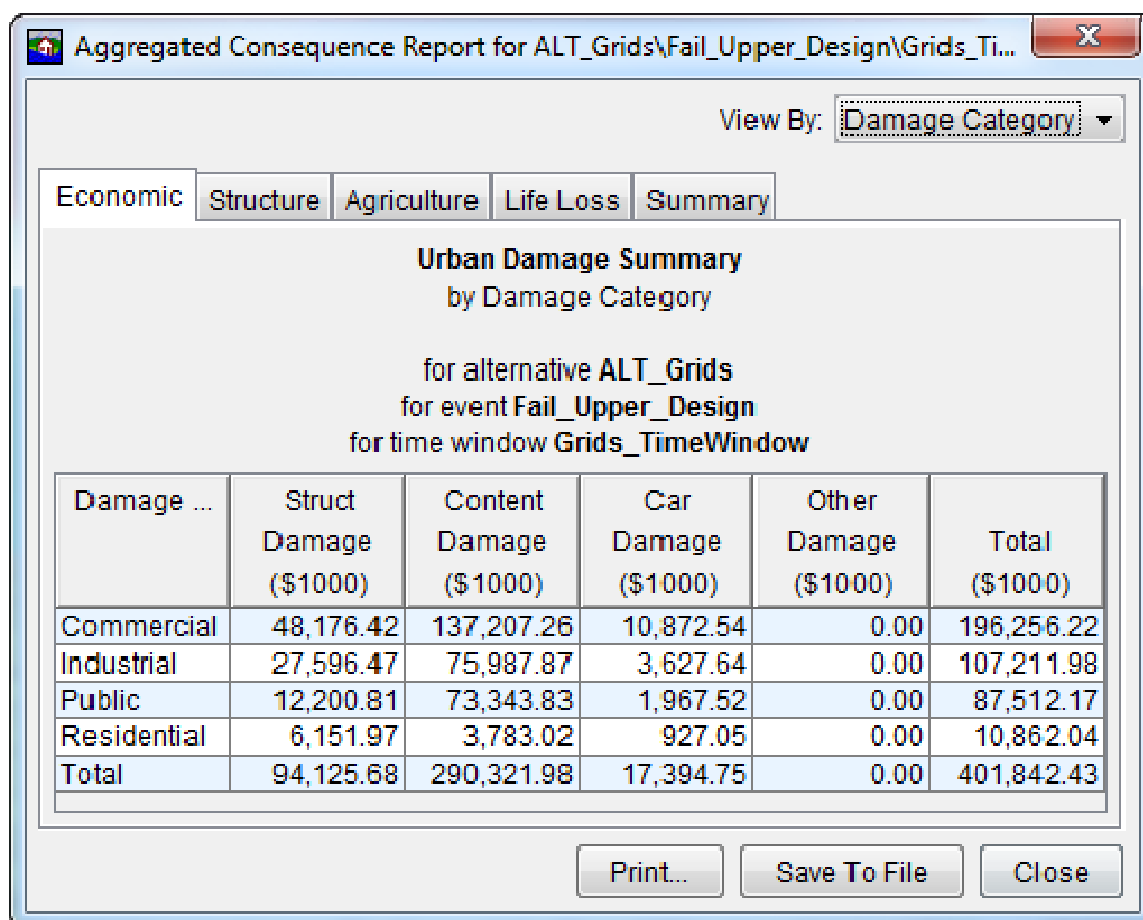 Aggregated Consequence Report for ALT_Grids\Fail_Upper_Design\Grids_Ti...
View By: Damage Category
Economic Structure Agriculture Life Loss Summary
Urban Damage Summary
by Damage Category
for alternative ALT_Grids
for event Fail_Upper_Design
for time window Grids_TimeWindow
Damage ... Struct Content Car Other
Damage Damage Damage Damage Total
($1000) ($1000) ($1000) ($1000) ($1000)
Commercial 48,176.42 137,207.26 10,872.54 0.00 196,256.22
Industrial 27,596.47 75,987.87 3,627.64 0.00 107,211.98
Public 12,200.81 73,343.83 1,967.52 0.00 87,512.17
Residential 6,151.97 3,783.02 927.05 0.00 10,862.04
Total 94,125.68 290,321.98 17,394.75 0.00 401,842.43
Print... Save To File Close